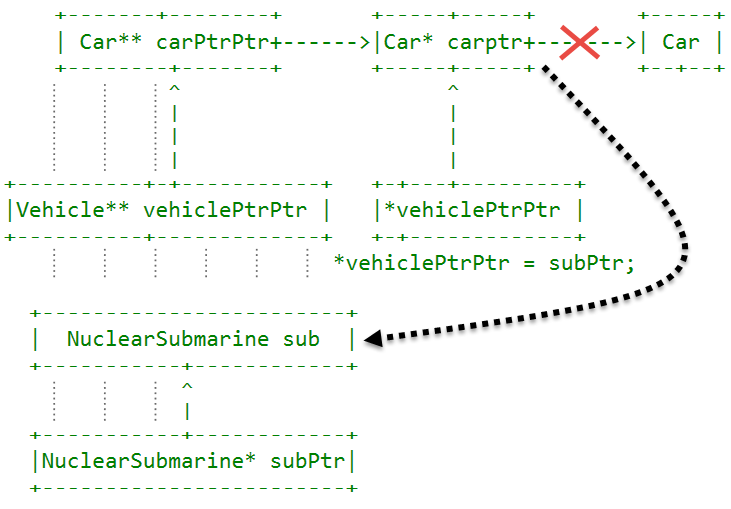 Car** carPtrPtr Car* carptr Car
Vehicle** vehiclePtrPtr *vehiclePtrPtr
*vehiclePtrPtr = subPtr;
NuclearSubmarine sub
NuclearSubmarine* subPtr